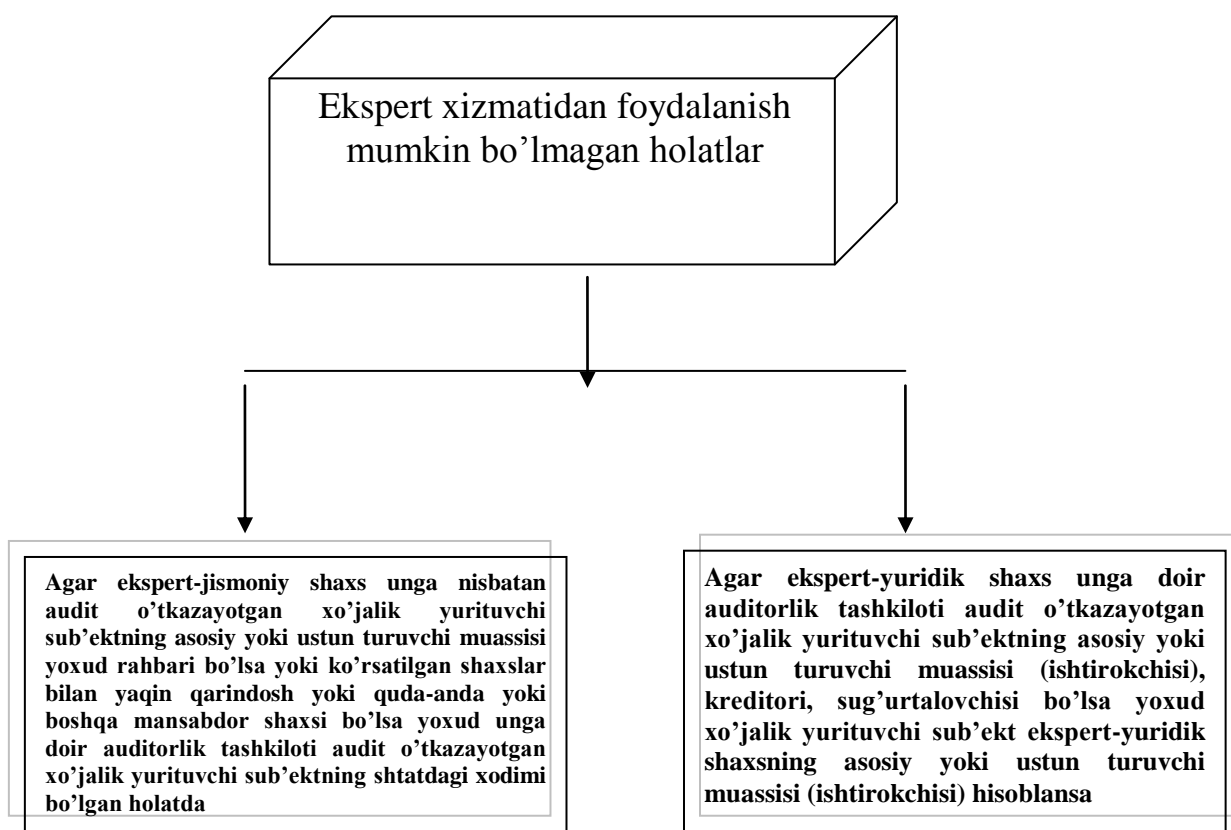 Ekspert xizmatidan foydalanish
mumkin bo’lmagan holatlar
Agar ekspert-jismoniy shaxs unga nisbatan
audit o’tkazayotgan xo’jalik yurituvchi
sub’ektning asosiy yoki ustun turuvchi muassisi
yoxud rahbari bo’lsa yoki ko’rsatilgan shaxslar
bilan yaqin qarindosh yoki quda-anda yoki
boshqa mansabdor shaxsi bo’lsa yoxud unga
doir auditorlik tashkiloti audit o’tkazayotgan
xo’jalik yurituvchi sub’ektning shtatdagi xodimi
bo’lgan holatda
Agar ekspert-yuridik shaxs unga doir
auditorlik tashkiloti audit o’tkazayotgan
xo’jalik yurituvchi sub’ektning asosiy yoki
ustun turuvchi muassisi (ishtirokchisi),
kreditori, sug’urtalovchisi bo’lsa yoxud
xo’jalik yurituvchi sub’ekt ekspert-yuridik
shaxsning asosiy yoki ustun turuvchi
muassisi (ishtirokchisi) hisoblansa